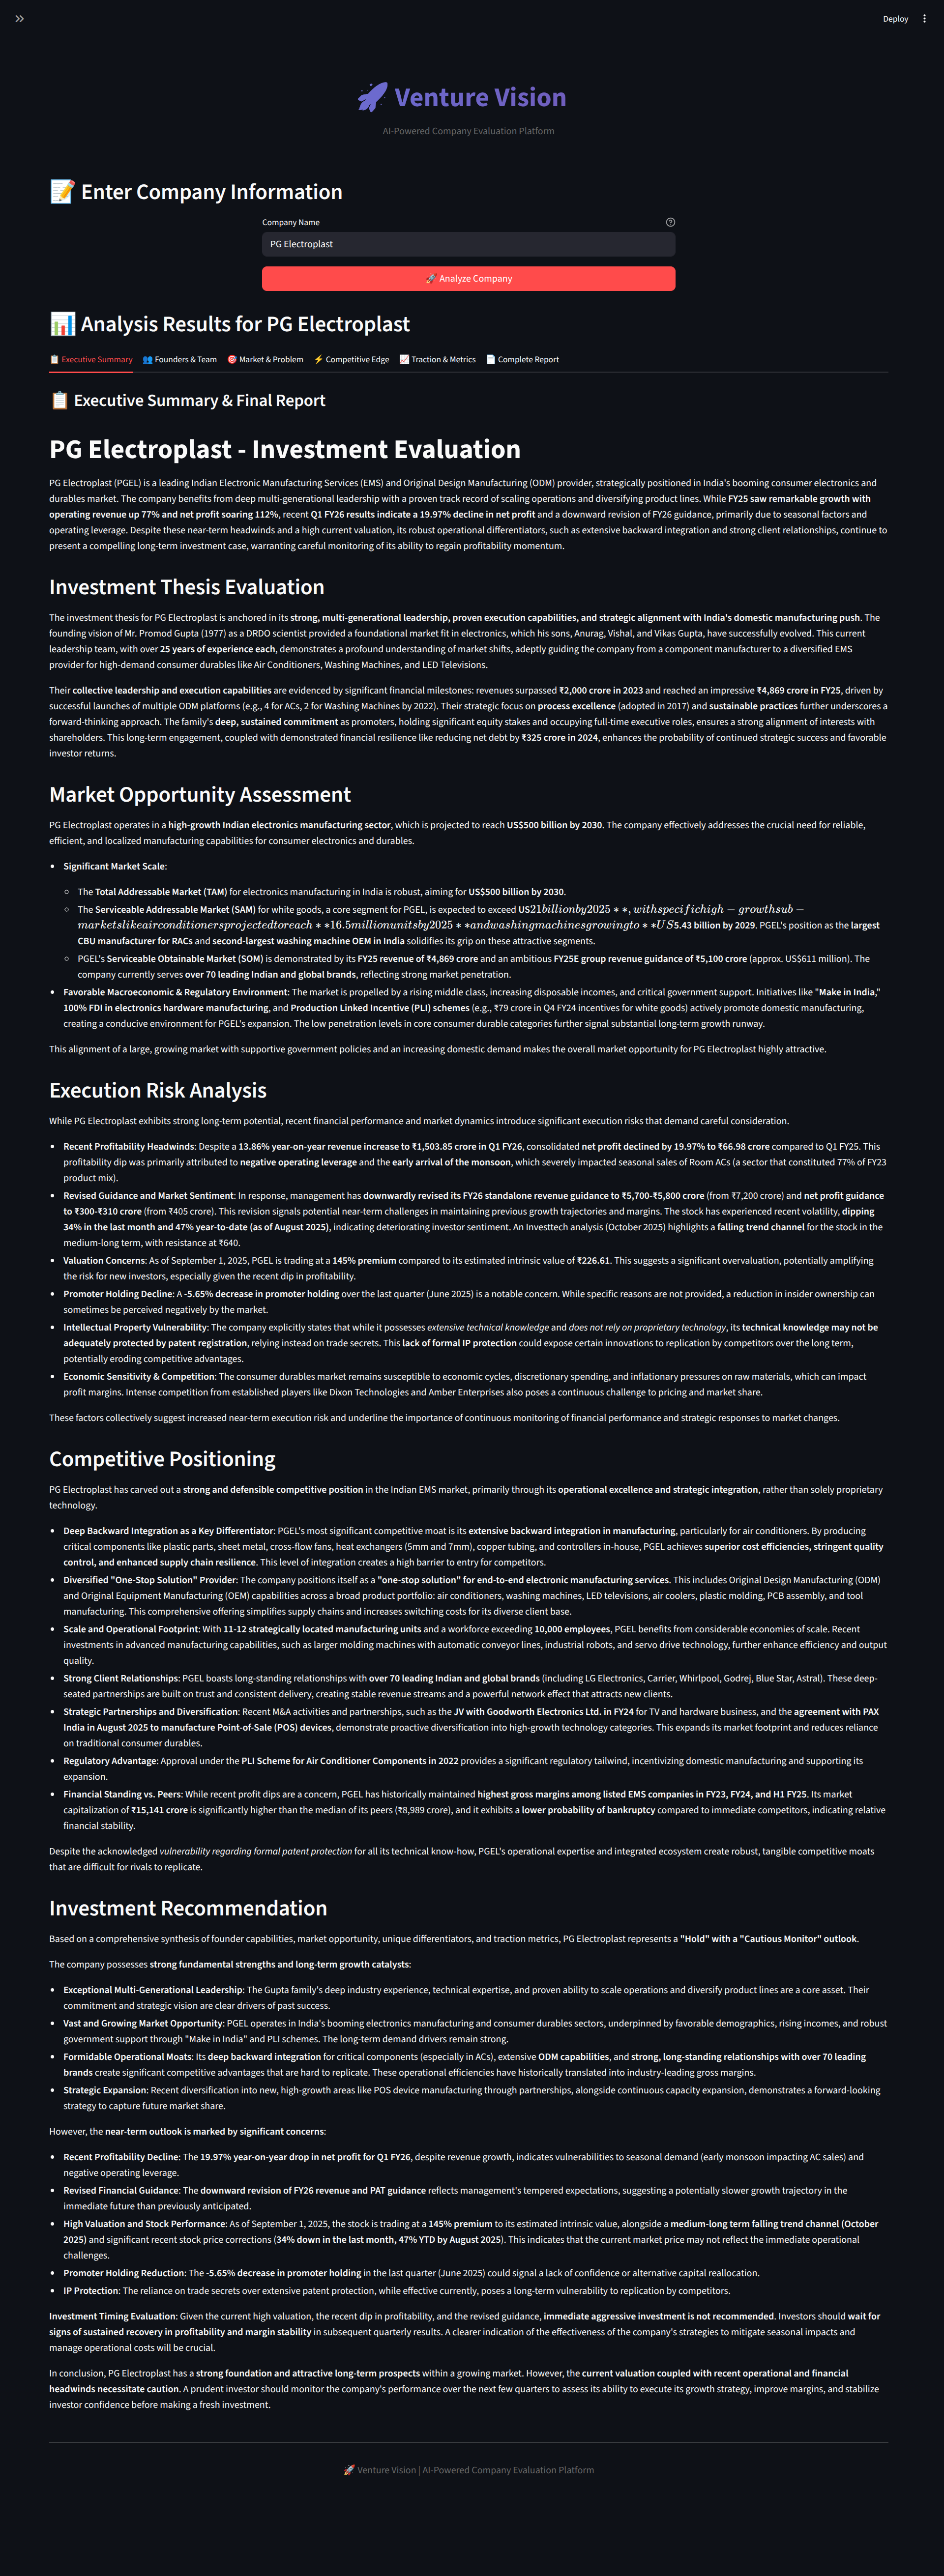 Deploy
🚀 Venture Vision
AI-Powered Company Evaluation Platform
📝 Enter Company Information
Company Name
PG Electroplast
🚀 Analyze Company
📊 Analysis Results for PG Electroplast
📋 Executive Summary 👥 Founders & Team 🎯 Market & Problem ⚡ Competitive Edge 📈 Traction & Metrics 📄 Complete Report
📋 Executive Summary & Final Report
PG Electroplast - Investment Evaluation
PG Electroplast (PGEL) is a leading Indian Electronic Manufacturing Services (EMS) and Original Design Manufacturing (ODM) provider, strategically positioned in India's booming consumer electronics and
durables market. The company benefits from deep multi-generational leadership with a proven track record of scaling operations and diversifying product lines. While FY25 saw remarkable growth with
operating revenue up 77% and net profit soaring 112%, recent Q1 FY26 results indicate a 19.97% decline in net profit and a downward revision of FY26 guidance, primarily due to seasonal factors and
operating leverage. Despite these near-term headwinds and a high current valuation, its robust operational differentiators, such as extensive backward integration and strong client relationships, continue to
present a compelling long-term investment case, warranting careful monitoring of its ability to regain profitability momentum.
Investment Thesis Evaluation
The investment thesis for PG Electroplast is anchored in its strong, multi-generational leadership, proven execution capabilities, and strategic alignment with India's domestic manufacturing push. The
founding vision of Mr. Promod Gupta (1977) as a DRDO scientist provided a foundational market fit in electronics, which his sons, Anurag, Vishal, and Vikas Gupta, have successfully evolved. This current
leadership team, with over 25 years of experience each, demonstrates a profound understanding of market shifts, adeptly guiding the company from a component manufacturer to a diversified EMS
provider for high-demand consumer durables like Air Conditioners, Washing Machines, and LED Televisions.
Their collective leadership and execution capabilities are evidenced by significant financial milestones: revenues surpassed ₹2,000 crore in 2023 and reached an impressive ₹4,869 crore in FY25, driven by
successful launches of multiple ODM platforms (e.g., 4 for ACs, 2 for Washing Machines by 2022). Their strategic focus on process excellence (adopted in 2017) and sustainable practices further underscores a
forward-thinking approach. The family's deep, sustained commitment as promoters, holding significant equity stakes and occupying full-time executive roles, ensures a strong alignment of interests with
shareholders. This long-term engagement, coupled with demonstrated financial resilience like reducing net debt by ₹325 crore in 2024, enhances the probability of continued strategic success and favorable
investor returns.
Market Opportunity Assessment
PG Electroplast operates in a high-growth Indian electronics manufacturing sector, which is projected to reach US$500 billion by 2030. The company effectively addresses the crucial need for reliable,
efficient, and localized manufacturing capabilities for consumer electronics and durables.
• Significant Market Scale:
○ The Total Addressable Market (TAM) for electronics manufacturing in India is robust, aiming for US$500 billion by 2030.
○ The Serviceable Addressable Market (SAM) for white goods, a core segment for PGEL, is expected to exceed US21billionby2025 * *, withspecifichigh − growthsub −
marketslikeairconditionersprojectedtoreach * *16.5millionunitsby2025 * *andwashingmachinesgrowingto * *US5.43 billion by 2029. PGEL's position as the largest
CBU manufacturer for RACs and second-largest washing machine OEM in India solidifies its grip on these attractive segments.
○ PGEL's Serviceable Obtainable Market (SOM) is demonstrated by its FY25 revenue of ₹4,869 crore and an ambitious FY25E group revenue guidance of ₹5,100 crore (approx. US$611 million). The
company currently serves over 70 leading Indian and global brands, reflecting strong market penetration.
• Favorable Macroeconomic & Regulatory Environment: The market is propelled by a rising middle class, increasing disposable incomes, and critical government support. Initiatives like "Make in India,"
100% FDI in electronics hardware manufacturing, and Production Linked Incentive (PLI) schemes (e.g., ₹79 crore in Q4 FY24 incentives for white goods) actively promote domestic manufacturing,
creating a conducive environment for PGEL's expansion. The low penetration levels in core consumer durable categories further signal substantial long-term growth runway.
This alignment of a large, growing market with supportive government policies and an increasing domestic demand makes the overall market opportunity for PG Electroplast highly attractive.
Execution Risk Analysis
While PG Electroplast exhibits strong long-term potential, recent financial performance and market dynamics introduce significant execution risks that demand careful consideration.
• Recent Profitability Headwinds: Despite a 13.86% year-on-year revenue increase to ₹1,503.85 crore in Q1 FY26, consolidated net profit declined by 19.97% to ₹66.98 crore compared to Q1 FY25. This
profitability dip was primarily attributed to negative operating leverage and the early arrival of the monsoon, which severely impacted seasonal sales of Room ACs (a sector that constituted 77% of FY23
product mix).
• Revised Guidance and Market Sentiment: In response, management has downwardly revised its FY26 standalone revenue guidance to ₹5,700-₹5,800 crore (from ₹7,200 crore) and net profit guidance
to ₹300-₹310 crore (from ₹405 crore). This revision signals potential near-term challenges in maintaining previous growth trajectories and margins. The stock has experienced recent volatility, dipping
34% in the last month and 47% year-to-date (as of August 2025), indicating deteriorating investor sentiment. An Investtech analysis (October 2025) highlights a falling trend channel for the stock in the
medium-long term, with resistance at ₹640.
• Valuation Concerns: As of September 1, 2025, PGEL is trading at a 145% premium compared to its estimated intrinsic value of ₹226.61. This suggests a significant overvaluation, potentially amplifying
the risk for new investors, especially given the recent dip in profitability.
• Promoter Holding Decline: A -5.65% decrease in promoter holding over the last quarter (June 2025) is a notable concern. While specific reasons are not provided, a reduction in insider ownership can
sometimes be perceived negatively by the market.
• Intellectual Property Vulnerability: The company explicitly states that while it possesses extensive technical knowledge and does not rely on proprietary technology, its technical knowledge may not be
adequately protected by patent registration, relying instead on trade secrets. This lack of formal IP protection could expose certain innovations to replication by competitors over the long term,
potentially eroding competitive advantages.
• Economic Sensitivity & Competition: The consumer durables market remains susceptible to economic cycles, discretionary spending, and inflationary pressures on raw materials, which can impact
profit margins. Intense competition from established players like Dixon Technologies and Amber Enterprises also poses a continuous challenge to pricing and market share.
These factors collectively suggest increased near-term execution risk and underline the importance of continuous monitoring of financial performance and strategic responses to market changes.
Competitive Positioning
PG Electroplast has carved out a strong and defensible competitive position in the Indian EMS market, primarily through its operational excellence and strategic integration, rather than solely proprietary
technology.
• Deep Backward Integration as a Key Differentiator: PGEL's most significant competitive moat is its extensive backward integration in manufacturing, particularly for air conditioners. By producing
critical components like plastic parts, sheet metal, cross-flow fans, heat exchangers (5mm and 7mm), copper tubing, and controllers in-house, PGEL achieves superior cost efficiencies, stringent quality
control, and enhanced supply chain resilience. This level of integration creates a high barrier to entry for competitors.
• Diversified "One-Stop Solution" Provider: The company positions itself as a "one-stop solution" for end-to-end electronic manufacturing services. This includes Original Design Manufacturing (ODM)
and Original Equipment Manufacturing (OEM) capabilities across a broad product portfolio: air conditioners, washing machines, LED televisions, air coolers, plastic molding, PCB assembly, and tool
manufacturing. This comprehensive offering simplifies supply chains and increases switching costs for its diverse client base.
• Scale and Operational Footprint: With 11-12 strategically located manufacturing units and a workforce exceeding 10,000 employees, PGEL benefits from considerable economies of scale. Recent
investments in advanced manufacturing capabilities, such as larger molding machines with automatic conveyor lines, industrial robots, and servo drive technology, further enhance efficiency and output
quality.
• Strong Client Relationships: PGEL boasts long-standing relationships with over 70 leading Indian and global brands (including LG Electronics, Carrier, Whirlpool, Godrej, Blue Star, Astral). These deep-
seated partnerships are built on trust and consistent delivery, creating stable revenue streams and a powerful network effect that attracts new clients.
• Strategic Partnerships and Diversification: Recent M&A activities and partnerships, such as the JV with Goodworth Electronics Ltd. in FY24 for TV and hardware business, and the agreement with PAX
India in August 2025 to manufacture Point-of-Sale (POS) devices, demonstrate proactive diversification into high-growth technology categories. This expands its market footprint and reduces reliance
on traditional consumer durables.
• Regulatory Advantage: Approval under the PLI Scheme for Air Conditioner Components in 2022 provides a significant regulatory tailwind, incentivizing domestic manufacturing and supporting its
expansion.
• Financial Standing vs. Peers: While recent profit dips are a concern, PGEL has historically maintained highest gross margins among listed EMS companies in FY23, FY24, and H1 FY25. Its market
capitalization of ₹15,141 crore is significantly higher than the median of its peers (₹8,989 crore), and it exhibits a lower probability of bankruptcy compared to immediate competitors, indicating relative
financial stability.
Despite the acknowledged vulnerability regarding formal patent protection for all its technical know-how, PGEL's operational expertise and integrated ecosystem create robust, tangible competitive moats
that are difficult for rivals to replicate.
Investment Recommendation
Based on a comprehensive synthesis of founder capabilities, market opportunity, unique differentiators, and traction metrics, PG Electroplast represents a "Hold" with a "Cautious Monitor" outlook.
The company possesses strong fundamental strengths and long-term growth catalysts:
• Exceptional Multi-Generational Leadership: The Gupta family's deep industry experience, technical expertise, and proven ability to scale operations and diversify product lines are a core asset. Their
commitment and strategic vision are clear drivers of past success.
• Vast and Growing Market Opportunity: PGEL operates in India's booming electronics manufacturing and consumer durables sectors, underpinned by favorable demographics, rising incomes, and robust
government support through "Make in India" and PLI schemes. The long-term demand drivers remain strong.
• Formidable Operational Moats: Its deep backward integration for critical components (especially in ACs), extensive ODM capabilities, and strong, long-standing relationships with over 70 leading
brands create significant competitive advantages that are hard to replicate. These operational efficiencies have historically translated into industry-leading gross margins.
• Strategic Expansion: Recent diversification into new, high-growth areas like POS device manufacturing through partnerships, alongside continuous capacity expansion, demonstrates a forward-looking
strategy to capture future market share.
However, the near-term outlook is marked by significant concerns:
• Recent Profitability Decline: The 19.97% year-on-year drop in net profit for Q1 FY26, despite revenue growth, indicates vulnerabilities to seasonal demand (early monsoon impacting AC sales) and
negative operating leverage.
• Revised Financial Guidance: The downward revision of FY26 revenue and PAT guidance reflects management's tempered expectations, suggesting a potentially slower growth trajectory in the
immediate future than previously anticipated.
• High Valuation and Stock Performance: As of September 1, 2025, the stock is trading at a 145% premium to its estimated intrinsic value, alongside a medium-long term falling trend channel (October
2025) and significant recent stock price corrections (34% down in the last month, 47% YTD by August 2025). This indicates that the current market price may not reflect the immediate operational
challenges.
• Promoter Holding Reduction: The -5.65% decrease in promoter holding in the last quarter (June 2025) could signal a lack of confidence or alternative capital reallocation.
• IP Protection: The reliance on trade secrets over extensive patent protection, while effective currently, poses a long-term vulnerability to replication by competitors.
Investment Timing Evaluation: Given the current high valuation, the recent dip in profitability, and the revised guidance, immediate aggressive investment is not recommended. Investors should wait for
signs of sustained recovery in profitability and margin stability in subsequent quarterly results. A clearer indication of the effectiveness of the company's strategies to mitigate seasonal impacts and
manage operational costs will be crucial.
In conclusion, PG Electroplast has a strong foundation and attractive long-term prospects within a growing market. However, the current valuation coupled with recent operational and financial
headwinds necessitate caution. A prudent investor should monitor the company's performance over the next few quarters to assess its ability to execute its growth strategy, improve margins, and stabilize
investor confidence before making a fresh investment.
🚀 Venture Vision | AI-Powered Company Evaluation Platform